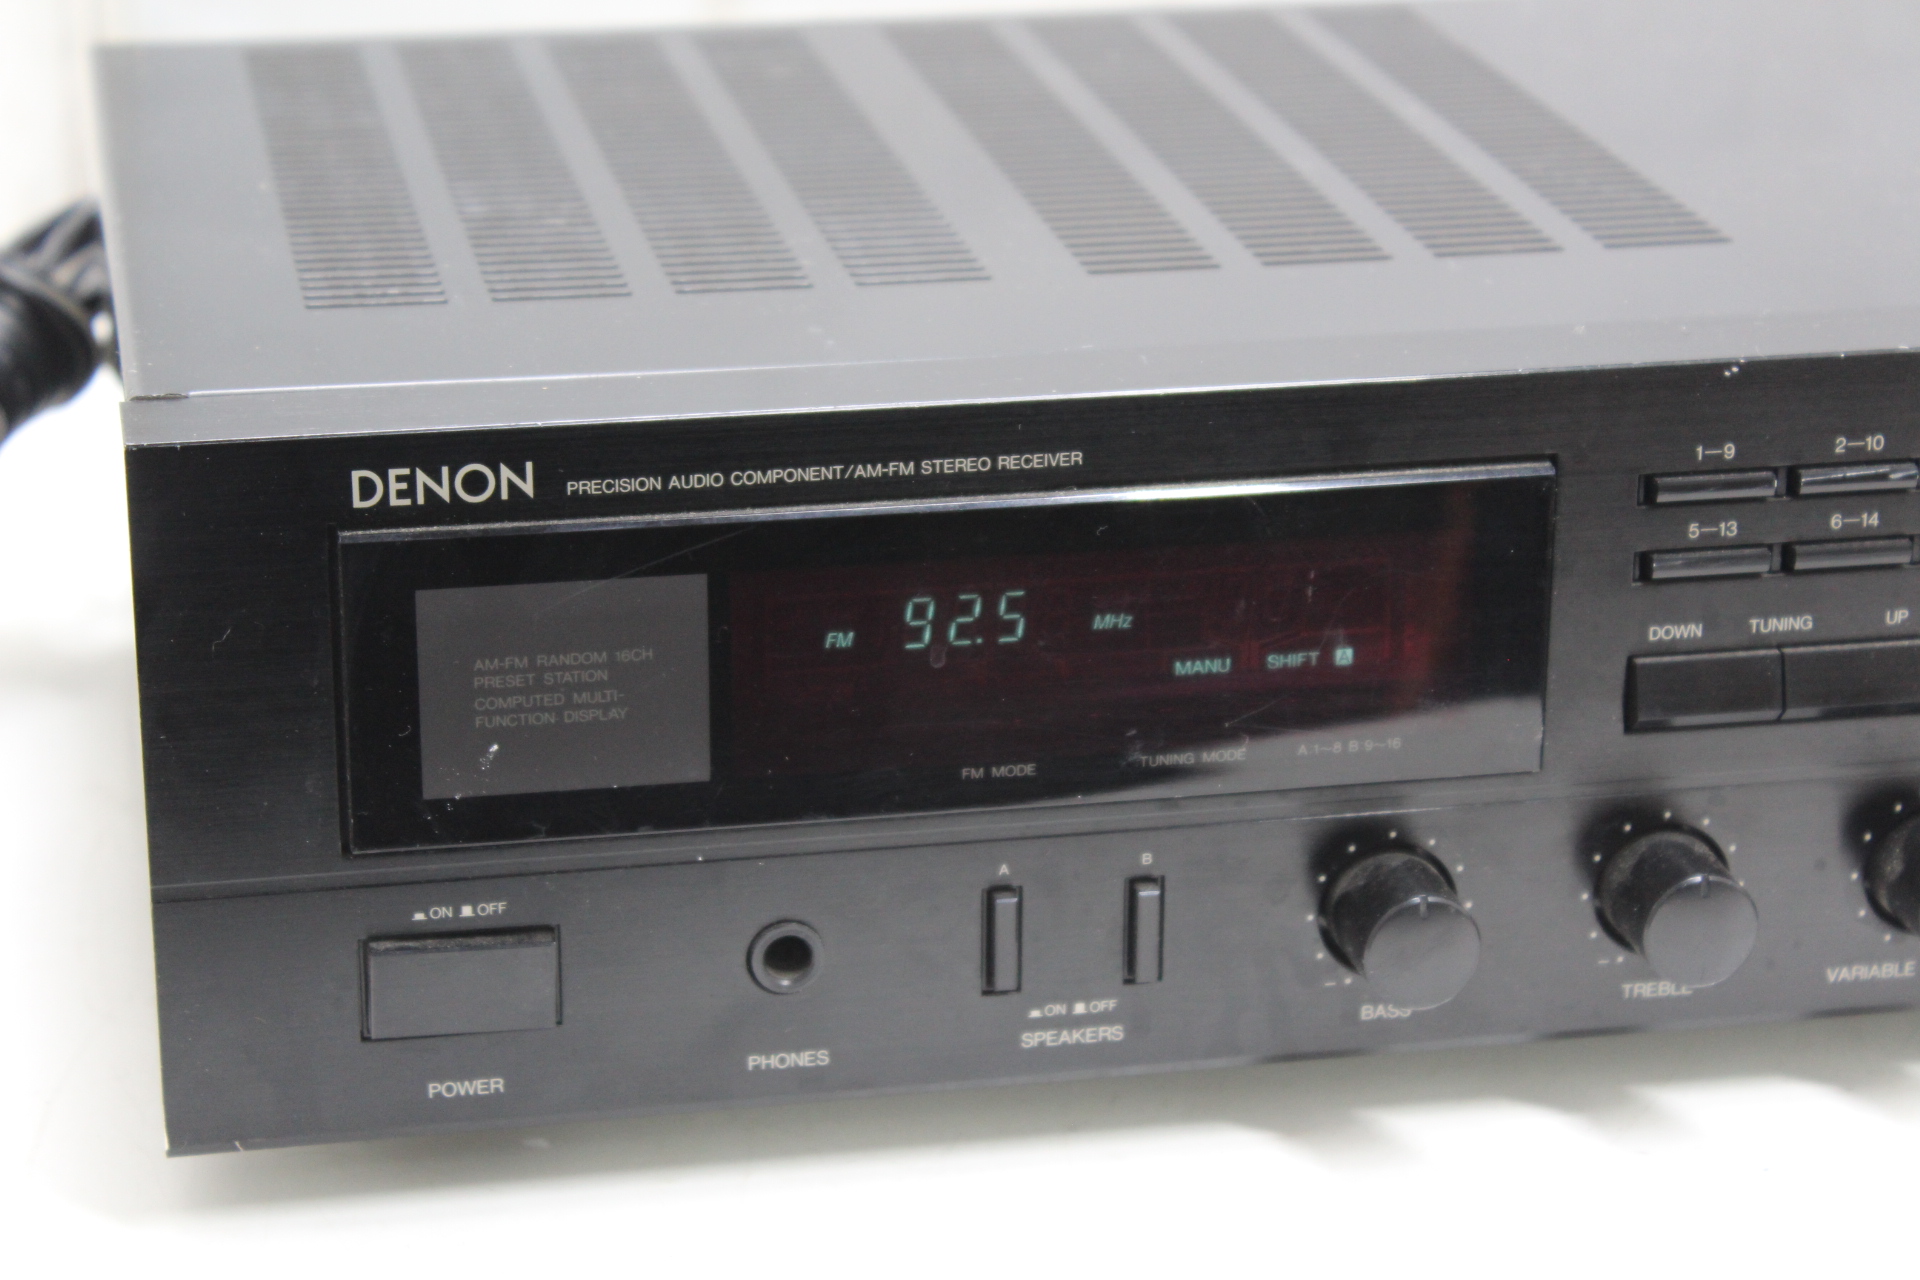 DENON PRECISION AUDIO COMPONENT/AM-FM STEREO RECEIVER
1—9 2—10
5—13 6—14
DOWN TUNING UP
AM-FM RANDOM 16CH
PRESET STATION
COMPUTED MULTI-
FUNCTION DISPLAY
FM 92.5 MHz
MANU SHIFT A
FM MODE TUNING MODE A 1~8 B 9~16
ON OFF
POWER
PHONES
A B
ON OFF
SPEAKERS
BASS
TREBLE
VARIABLE